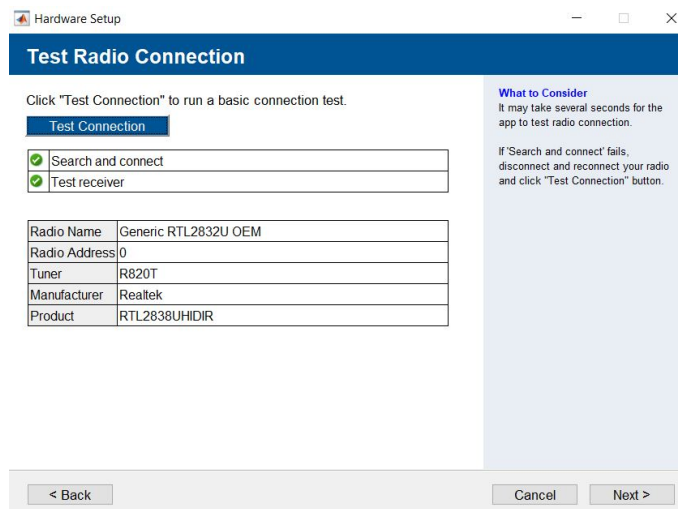 Hardware Setup
Test Radio Connection
Click "Test Connection" to run a basic connection test.
Test Connection
Search and connect
Test receiver
Radio Name Generic RTL2832U OEM
Radio Address 0
Tuner R820T
Manufacturer Realtek
Product RTL2838UHIDIR
What to Consider
It may take several seconds for the
app to test radio connection.
If 'Search and connect' fails,
disconnect and reconnect your radio
and click "Test Connection" button.
< Back
Cancel
Next >